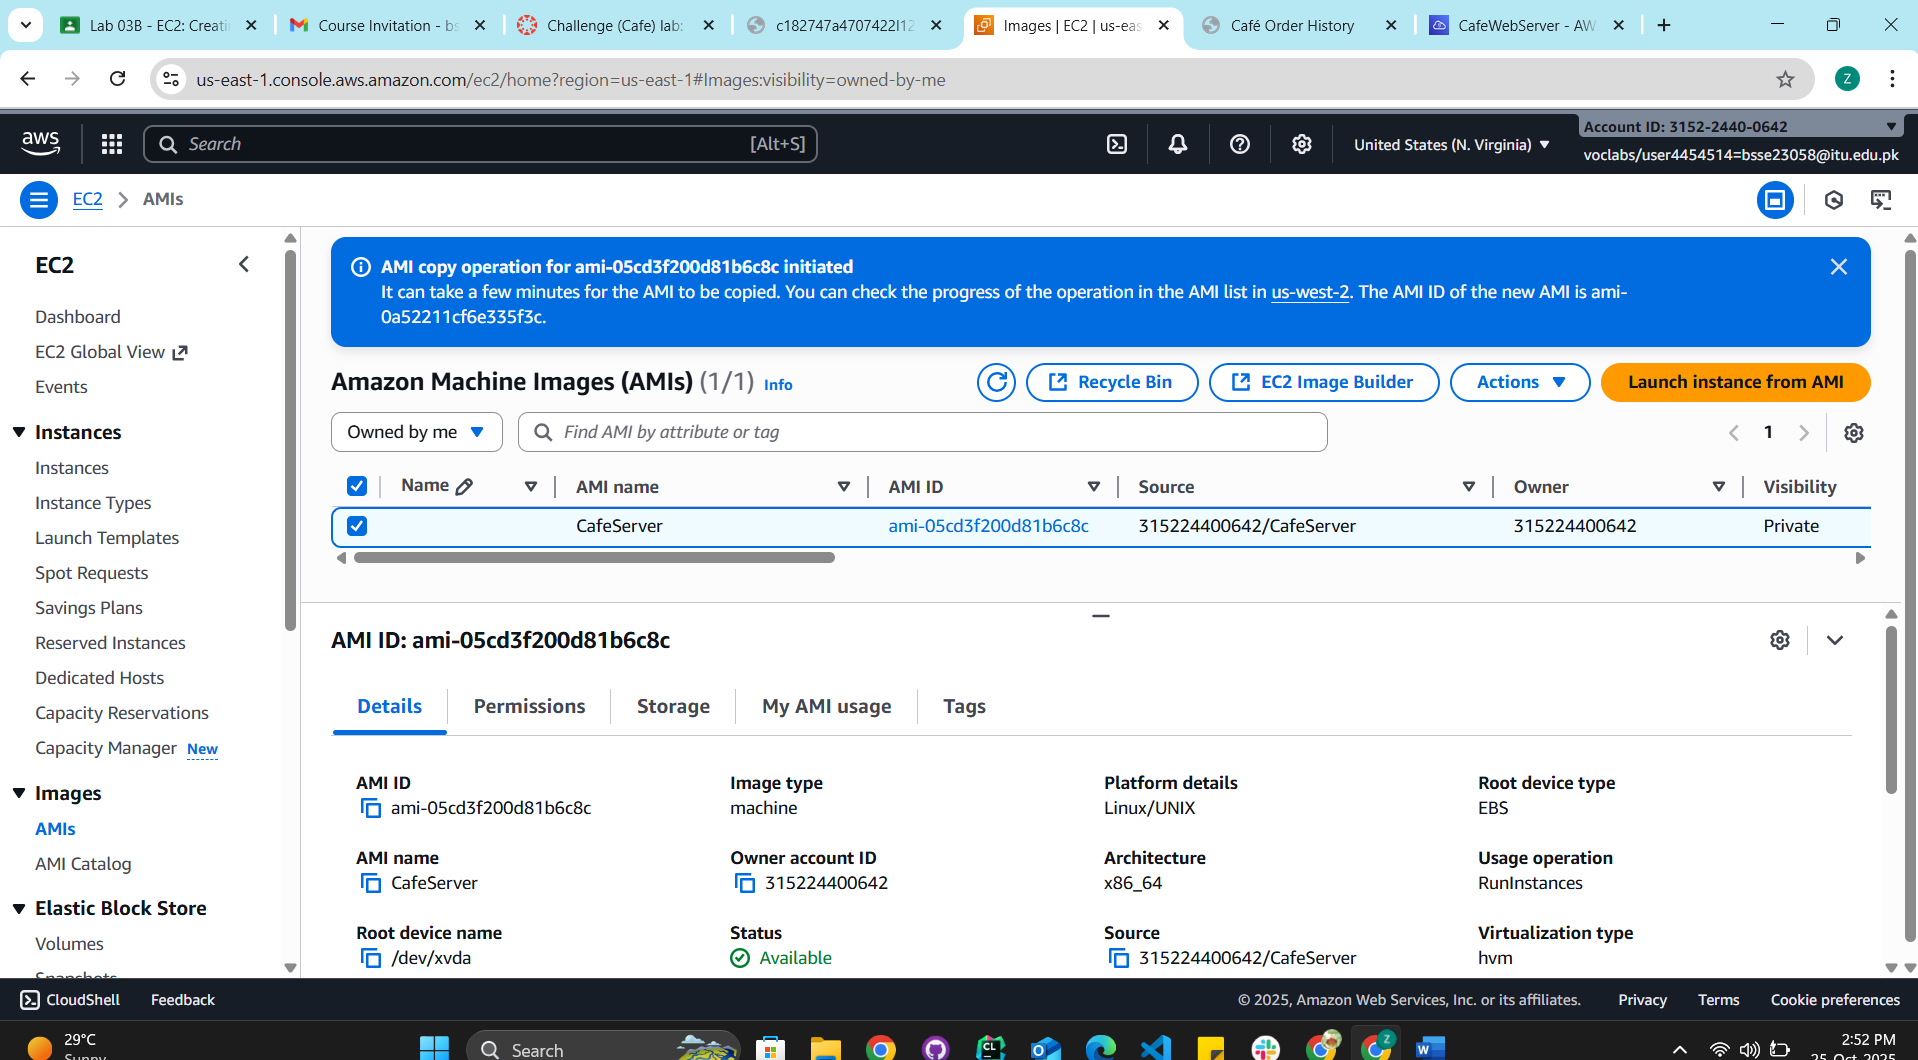 Lab 03B - EC2: Creati
Course Invitation - bs
Challenge (Cafe) lab:
c182747a4707422l12
Images | EC2 | us-eas
Café Order History
CafeWebServer - AW
us-east-1.console.aws.amazon.com/ec2/home?region=us-east-1#Images:visibility=owned-by-me
Z
aws
Search
[Alt+S]
United States (N. Virginia)
Account ID: 3152-2440-0642
voclabs/user4454514=bsse23058@itu.edu.pk
EC2
AMIs
EC2
Dashboard
EC2 Global View
Events
Instances
Instances
Instance Types
Launch Templates
Spot Requests
Savings Plans
Reserved Instances
Dedicated Hosts
Capacity Reservations
Capacity Manager New
Images
AMIs
AMI Catalog
Elastic Block Store
Volumes
Snapshots
AMI copy operation for ami-05cd3f200d81b6c8c initiated
It can take a few minutes for the AMI to be copied. You can check the progress of the operation in the AMI list in us-west-2. The AMI ID of the new AMI is ami-
0a52211cf6e335f3c.
Amazon Machine Images (AMIs) (1/1) Info
Recycle Bin
EC2 Image Builder
Actions
Launch instance from AMI
Owned by me
Find AMI by attribute or tag
1
Name
AMI name
AMI ID
Source
Owner
Visibility
CafeServer
ami-05cd3f200d81b6c8c
315224400642/CafeServer
315224400642
Private
AMI ID: ami-05cd3f200d81b6c8c
Details
Permissions
Storage
My AMI usage
Tags
AMI ID
ami-05cd3f200d81b6c8c
Image type
machine
Platform details
Linux/UNIX
Root device type
EBS
AMI name
CafeServer
Owner account ID
315224400642
Architecture
x86_64
Usage operation
RunInstances
Root device name
/dev/xvda
Status
Available
Source
315224400642/CafeServer
Virtualization type
hvm
CloudShell
Feedback
© 2025, Amazon Web Services, Inc. or its affiliates.
Privacy
Terms
Cookie preferences
29°C
Sunny
Search
2:52 PM
25 Oct 2025